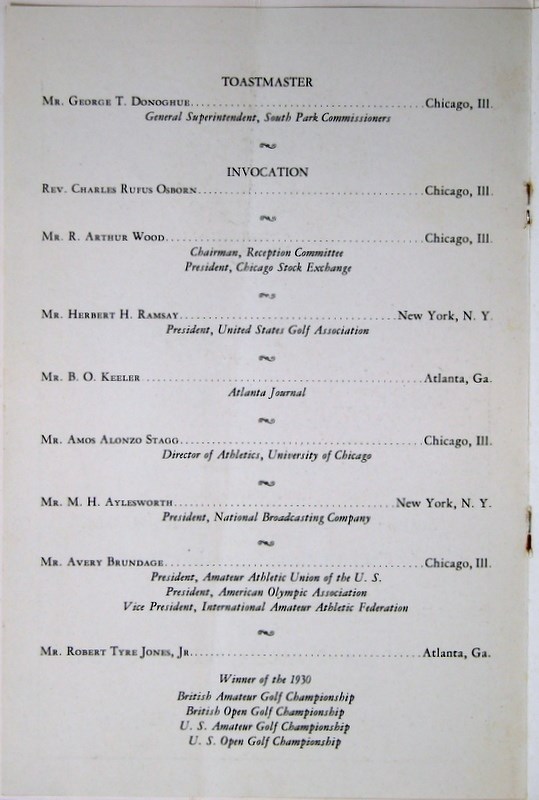 TOASTMASTER
Mr. George T. Donoghue........................................Chicago, Ill.
General Superintendent, South Park Commissioners
INVOCATION
Rev. Charles Rufus Osborn........................................Chicago, Ill.
Mr. R. Arthur Wood........................................Chicago, Ill.
Chairman, Reception Committee
President, Chicago Stock Exchange
Mr. Herbert H. Ramsay........................................New York, N. Y.
President, United States Golf Association
Mr. B. O. Keeler........................................Atlanta, Ga.
Atlanta Journal
Mr. Amos Alonzo Stagg........................................Chicago, Ill.
Director of Athletics, University of Chicago
Mr. M. H. Aylesworth........................................New York, N. Y.
President, National Broadcasting Company
Mr. Avery Brundage........................................Chicago, Ill.
President, Amateur Athletic Union of the U. S.
President, American Olympic Association
Vice President, International Amateur Athletic Federation
Mr. Robert Tyre Jones, Jr........................................Atlanta, Ga.
Winner of the 1930
British Amateur Golf Championship
British Open Golf Championship
U. S. Amateur Golf Championship
U. S. Open Golf Championship